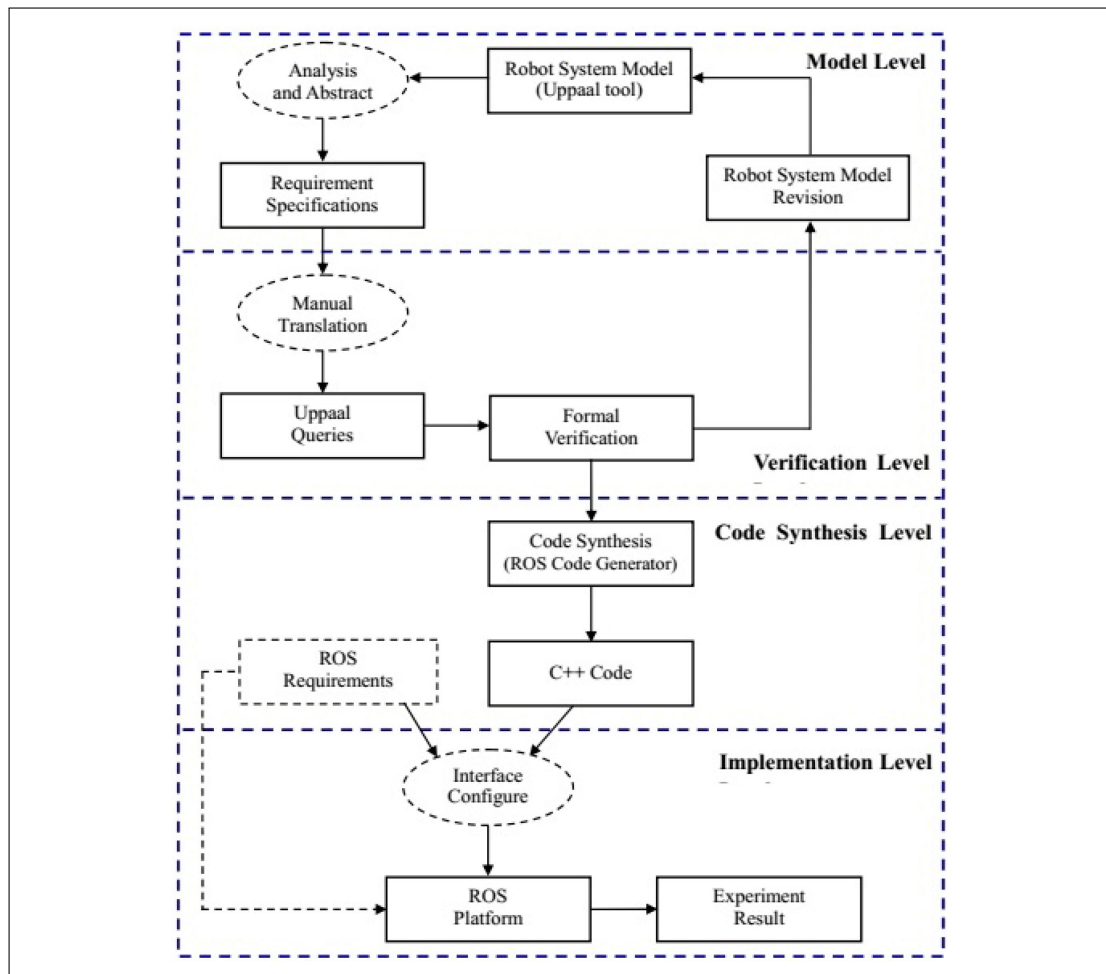 Model Level
Analysis
and Abstract
Robot System Model
(Uppaal tool)
Requirement
Specifications
Robot System Model
Revision
Manual
Translation
Uppaal
Queries
Formal
Verification
Verification Level
Code Synthesis Level
Code Synthesis
(ROS Code Generator)
ROS
Requirements
C++ Code
Implementation Level
Interface
Configure
ROS
Platform
Experiment
Result